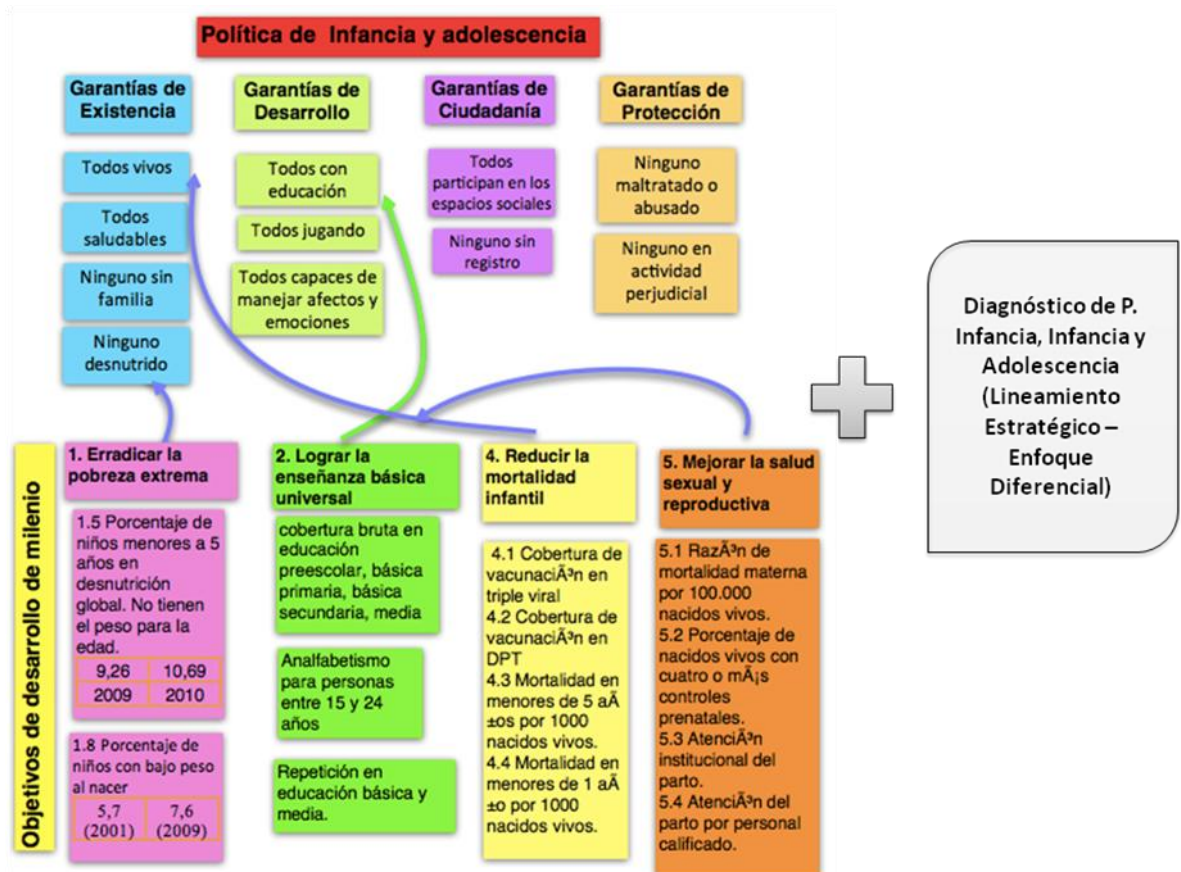 Política de Infancia y adolescencia
Garantías de
Existencia
Todos vivos
Todos
saludables
Ninguno sin
familia
Ninguno
desnutrido
Garantías de
Desarrollo
Todos con
educación
Todos jugando
Todos capaces de
manejar afectos y
emociones
Garantías de
Ciudadanía
Todos
participan en los
espacios sociales
Ninguno sin
registro
Garantías de
Protección
Ninguno
maltratado o
abusado
Ninguno en
actividad
perjudicial
Diagnóstico de P.
Infancia, Infancia y
Adolescencia
(Lineamiento
Estratégico –
Enfoque
Diferencial)
Objetivos de desarrollo de milenio
1. Erradicar la
pobreza extrema
1.5 Porcentaje de
niños menores a 5
años en
desnutrición
global. No tienen
el peso para la
edad.
9,26 10,69
2009 2010
1.8 Porcentaje de
niños con bajo peso
al nacer
5,7 7,6
(2001) (2009)
2. Lograr la
enseñanza básica
universal
cobertura bruta en
educación
preescolar, básica
primaria, básica
secundaria, media
Analfabetismo
para personas
entre 15 y 24
años
Repetición en
educación básica y
media.
4. Reducir la
mortalidad
infantil
4.1 Cobertura de
vacunaciÃ³n en
triple viral
4.2 Cobertura de
vacunaciÃ³n en
DPT
4.3 Mortalidad en
menores de 5 aÃ
±os por 1000
nacidos vivos.
4.4 Mortalidad en
menores de 1 aÃ
±o por 1000
nacidos vivos.
5. Mejorar la salud
sexual y
reproductiva
5.1 RazÃ³n de
mortalidad materna
por 100.000
nacidos vivos.
5.2 Porcentaje de
nacidos vivos con
cuatro o mÃ¡s
controles
prenatales.
5.3 AtenciÃ³n
institucional del
parto.
5.4 AtenciÃ³n del
parto por personal
calificado.